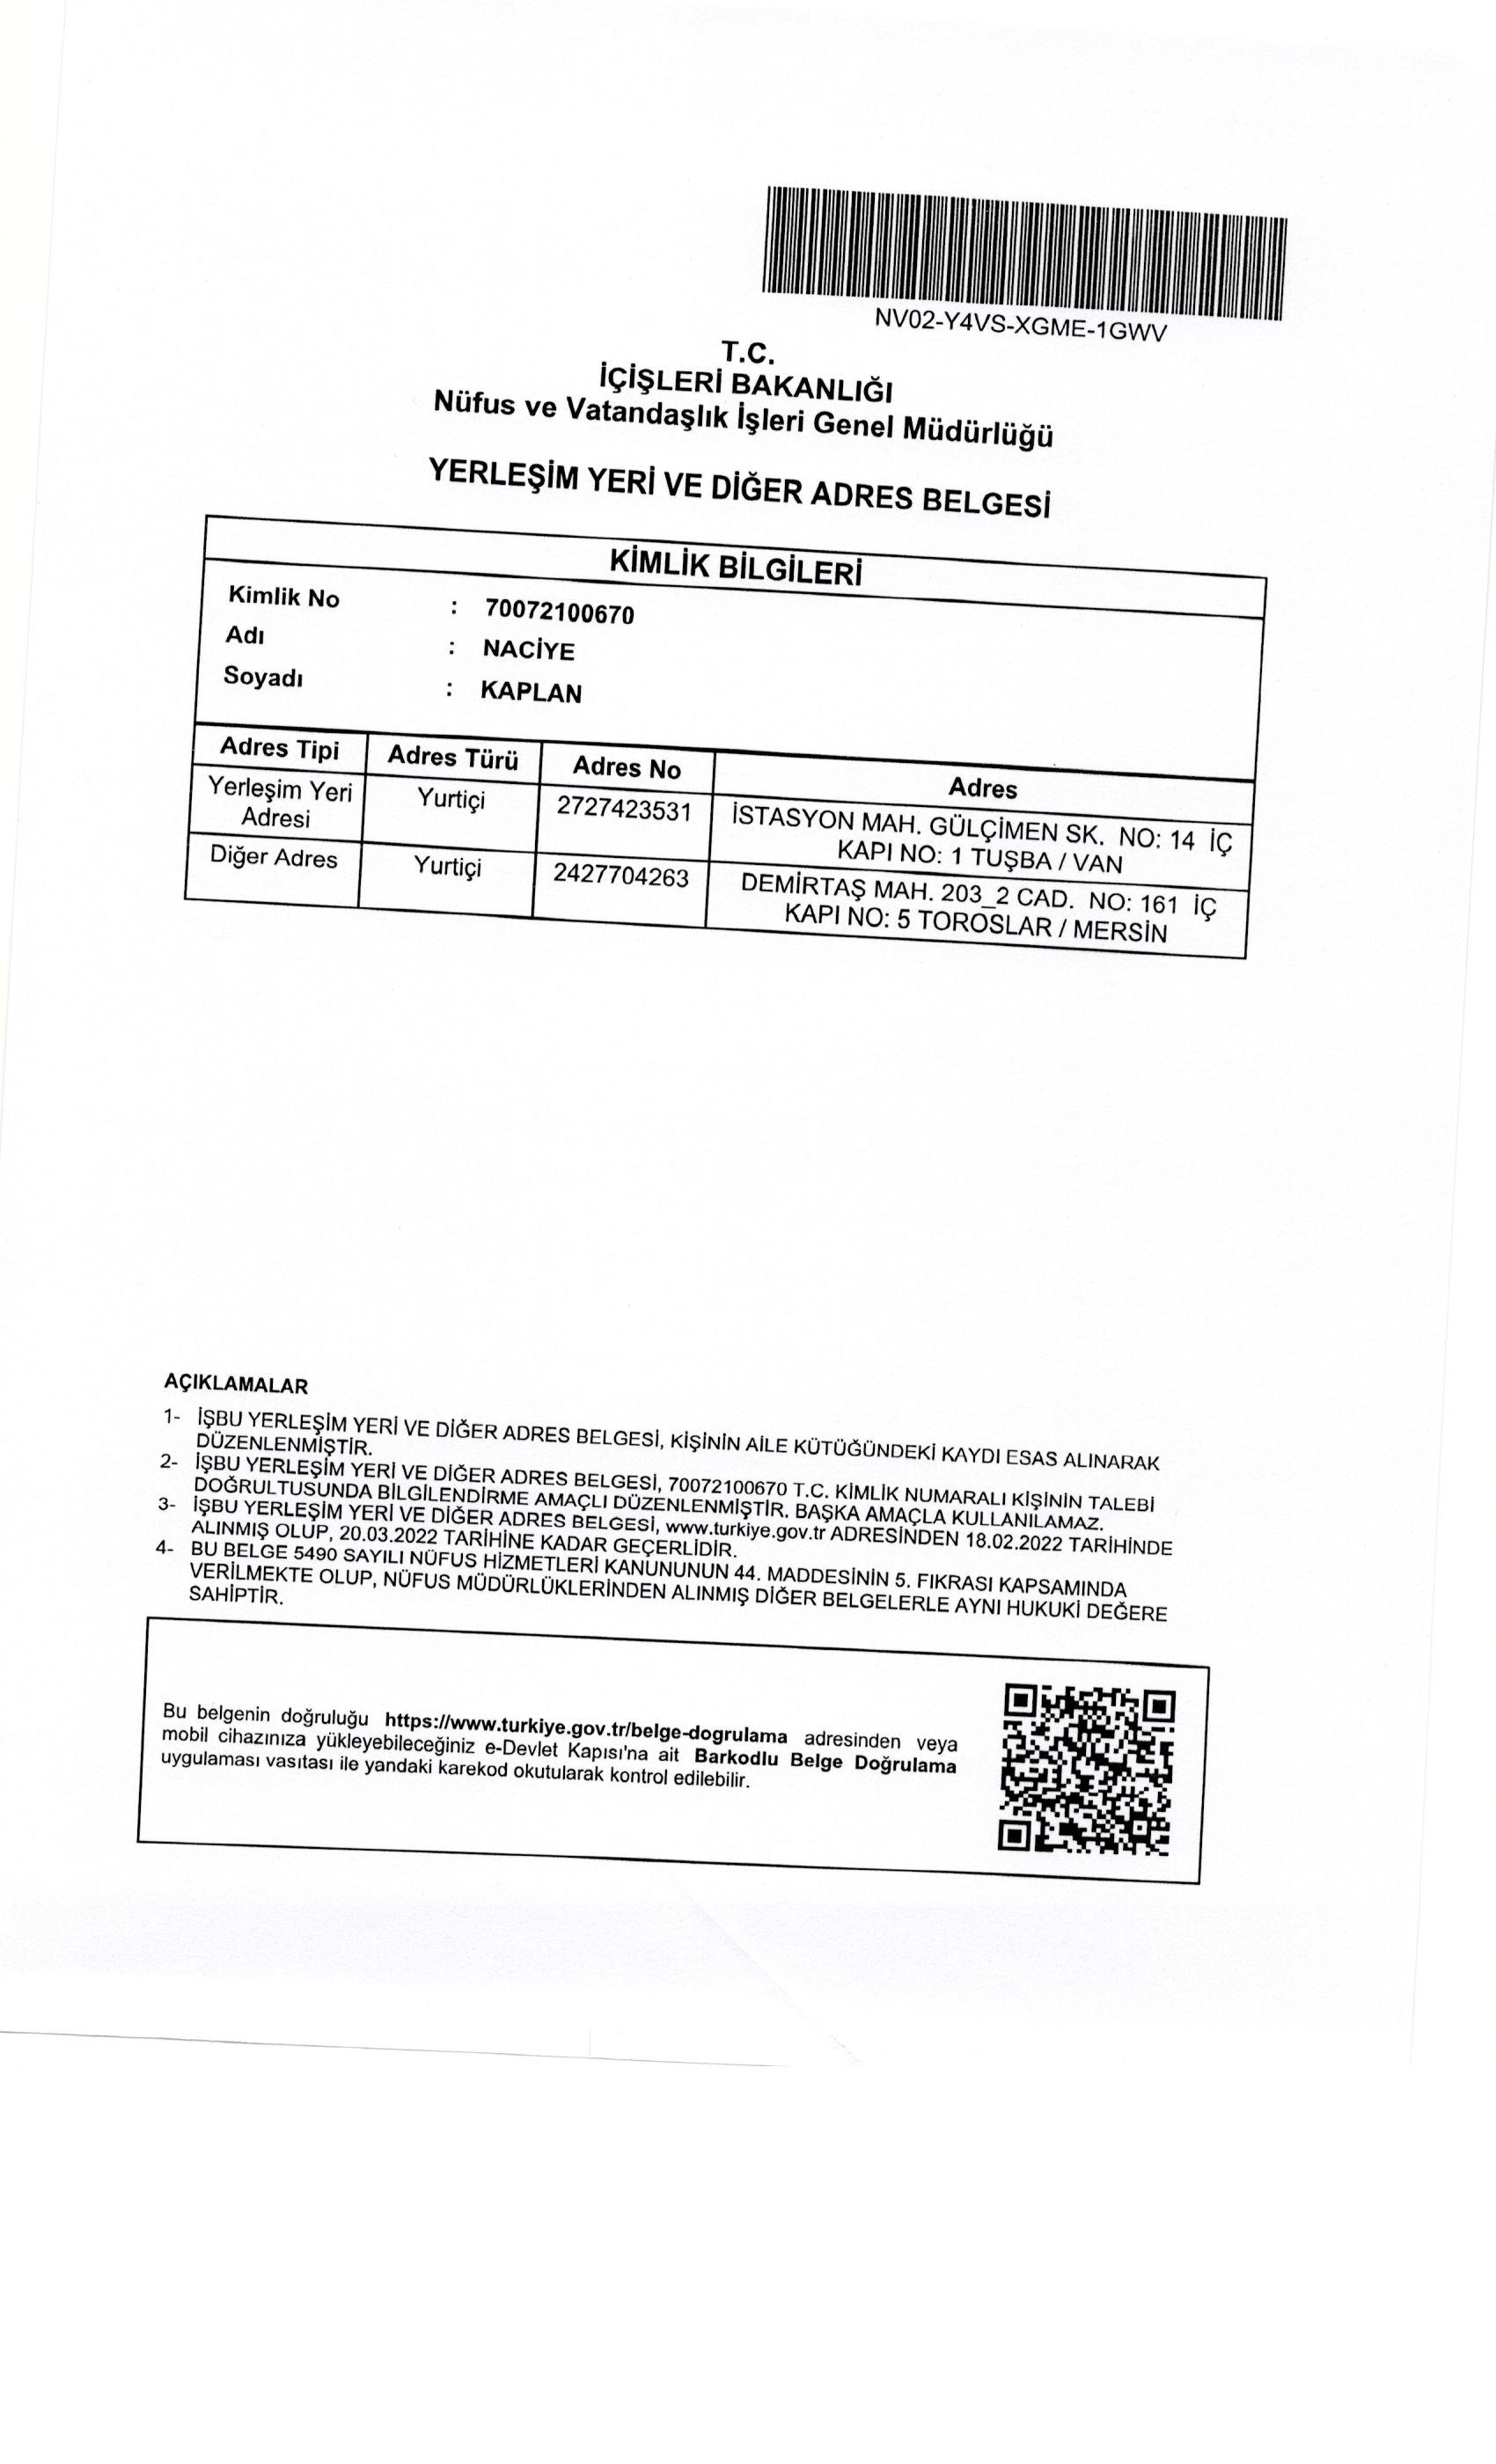 NV02-Y4VS-XGME-1GWV
T.C.
İÇİŞLERİ BAKANLIĞI
Nüfus ve Vatandaşlık İşleri Genel Müdürlüğü
YERLEŞİM YERİ VE DİĞER ADRES BELGESİ
KİMLİK BİLGİLERİ
Kimlik No : 70072100670
Adı : NACİYE
Soyadı : KAPLAN
Adres Tipi Adres Türü Adres No Adres
Yerleşim Yeri Adresi Yurtiçi 2727423531 İSTASYON MAH. GÜLÇİMEN SK. NO: 14 İÇ
KAPI NO: 1 TUŞBA / VAN
Diğer Adres Yurtiçi 2427704263 DEMİRTAŞ MAH. 203_2 CAD. NO: 161 İÇ
KAPI NO: 5 TOROSLAR / MERSİN
AÇIKLAMALAR
1- İŞBU YERLEŞİM YERİ VE DİĞER ADRES BELGESİ, KİŞİNİN AİLE KÜTÜĞÜNDEKİ KAYDI ESAS ALINARAK
DÜZENLENMİŞTİR.
2- İŞBU YERLEŞİM YERİ VE DİĞER ADRES BELGESİ, 70072100670 T.C. KİMLİK NUMARALI KİŞİNİN TALEBİ
DOĞRULTUSUNDA BİLGİLENDİRME AMAÇLI DÜZENLENMİŞTİR. BAŞKA AMAÇLA KULLANILAMAZ.
3- İŞBU YERLEŞİM YERİ VE DİĞER ADRES BELGESİ, www.turkiye.gov.tr ADRESİNDEN 18.02.2022 TARİHİNDE
ALINMIŞ OLUP, 20.03.2022 TARİHİNE KADAR GEÇERLİDİR.
4- BU BELGE 5490 SAYILI NÜFUS HİZMETLERİ KANUNUNUN 44. MADDESİNİN 5. FIKRASI KAPSAMINDA
VERİLMEKTE OLUP, NÜFUS MÜDÜRLÜKLERİNDEN ALINMIŞ DİĞER BELGELERLE AYNI HUKUKİ DEĞERE
SAHİPTİR.
Bu belgenin doğruluğu https://www.turkiye.gov.tr/belge-dogrulama adresinden veya
mobil cihazınıza yükleyebileceğiniz e-Devlet Kapısı'na ait Barkodlu Belge Doğrulama
uygulaması vasıtası ile yandaki karekod okutularak kontrol edilebilir.